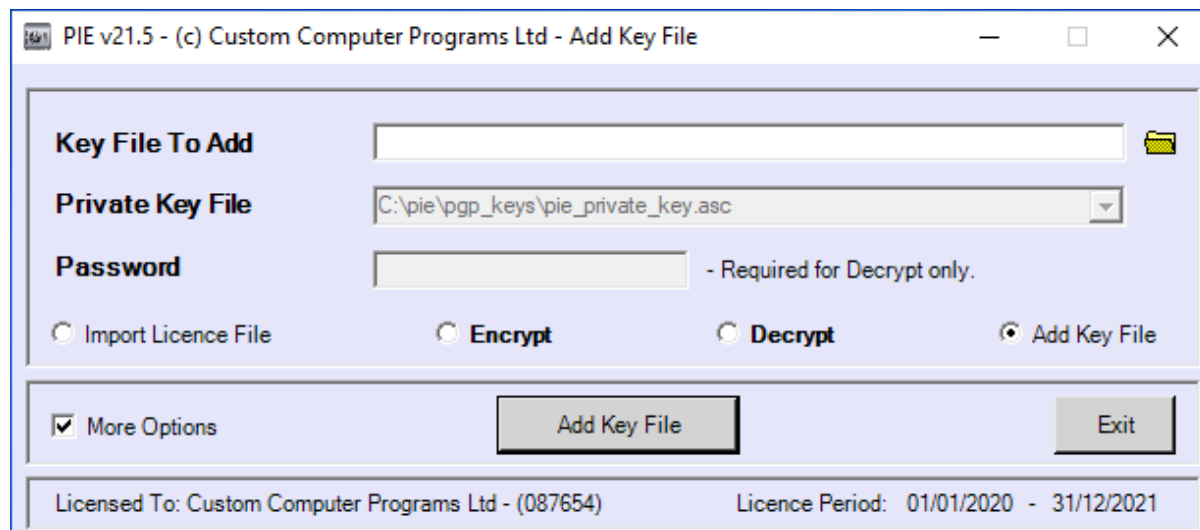 PIE v21.5 - (c) Custom Computer Programs Ltd - Add Key File
Key File To Add
Private Key File C:\pie\pgp_keys\pie_private_key.asc
Password - Required for Decrypt only.
Import Licence File Encrypt Decrypt Add Key File
More Options Add Key File Exit
Licensed To: Custom Computer Programs Ltd - (087654) Licence Period: 01/01/2020 - 31/12/2021